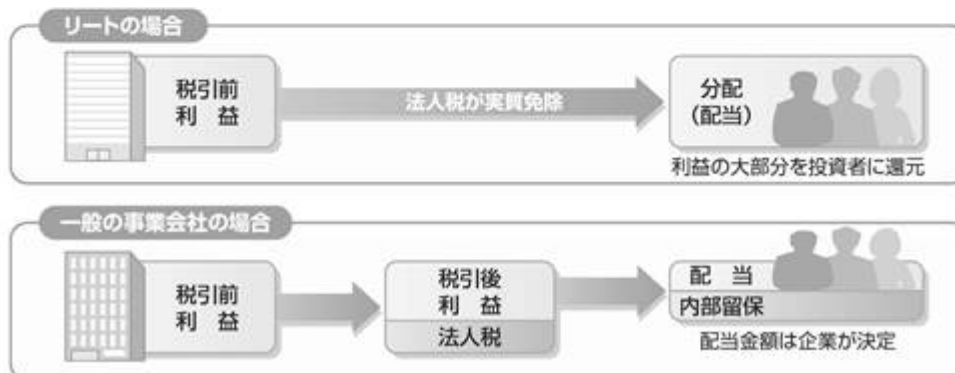 リートの場合
税引前
利 益
法人税が実質免除
分配
(配当)
利益の大部分を投資者に還元
一般の事業会社の場合
税引前
利 益
税引後
利 益
法人税
配 当
内部留保
配当金額は企業が決定